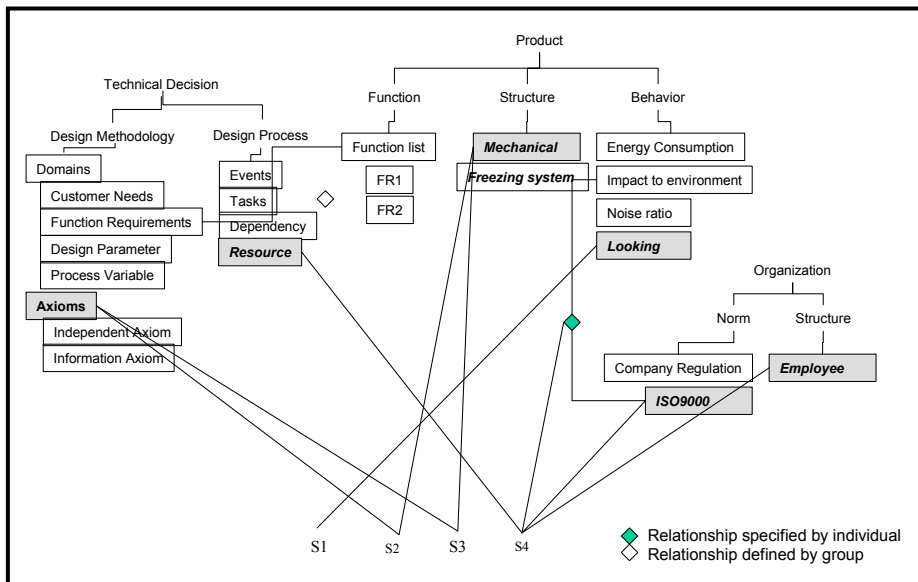 Product
Technical Decision
Function
Structure
Behavior
Design Methodology
Design Process
Function list
Mechanical
Energy Consumption
Domains
Events
FR1
Freezing system
Impact to environment
Customer Needs
Tasks
FR2
Noise ratio
Function Requirements
Dependency
Design Parameter
Resource
Looking
Process Variable
Organization
Axioms
Norm
Structure
Independent Axiom
Information Axiom
Company Regulation
Employee
ISO9000
S1
S2
S3
S4
Relationship specified by individual
Relationship defined by group